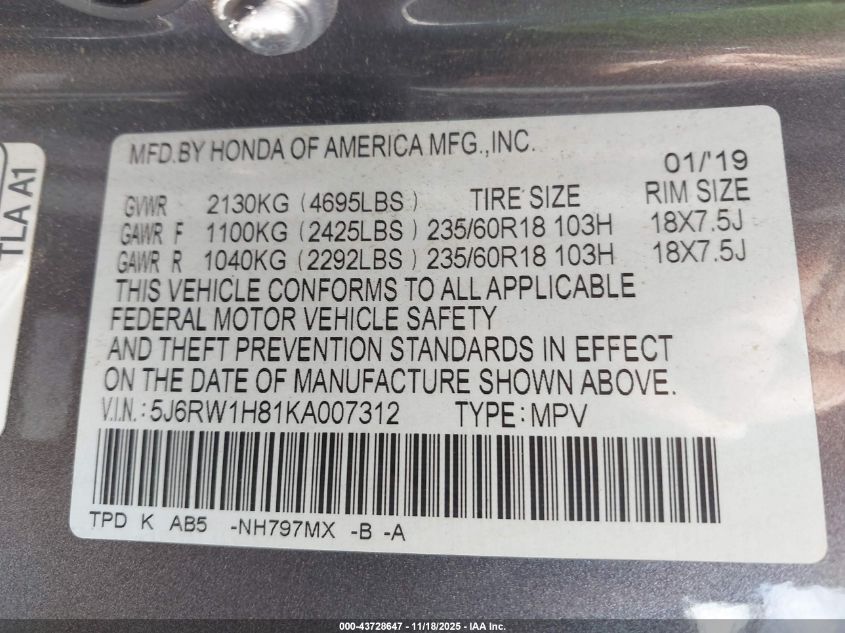 MFD.BY HONDA OF AMERICA MFG.,INC.
01/'19
GVWR 2130KG (4695LBS) TIRE SIZE RIM SIZE
GAWR F 1100KG (2425LBS) 235/60R18 103H 18X7.5J
GAWR R 1040KG (2292LBS) 235/60R18 103H 18X7.5J
THIS VEHICLE CONFORMS TO ALL APPLICABLE
FEDERAL MOTOR VEHICLE SAFETY
AND THEFT PREVENTION STANDARDS IN EFFECT
ON THE DATE OF MANUFACTURE SHOWN ABOVE.
V.I.N.:5J6RW1H81KA007312 TYPE:MPV
TPD K AB5 -NH797MX -B -A
TLA A1
000-43728647 - 11/18/2025 - IAA Inc.